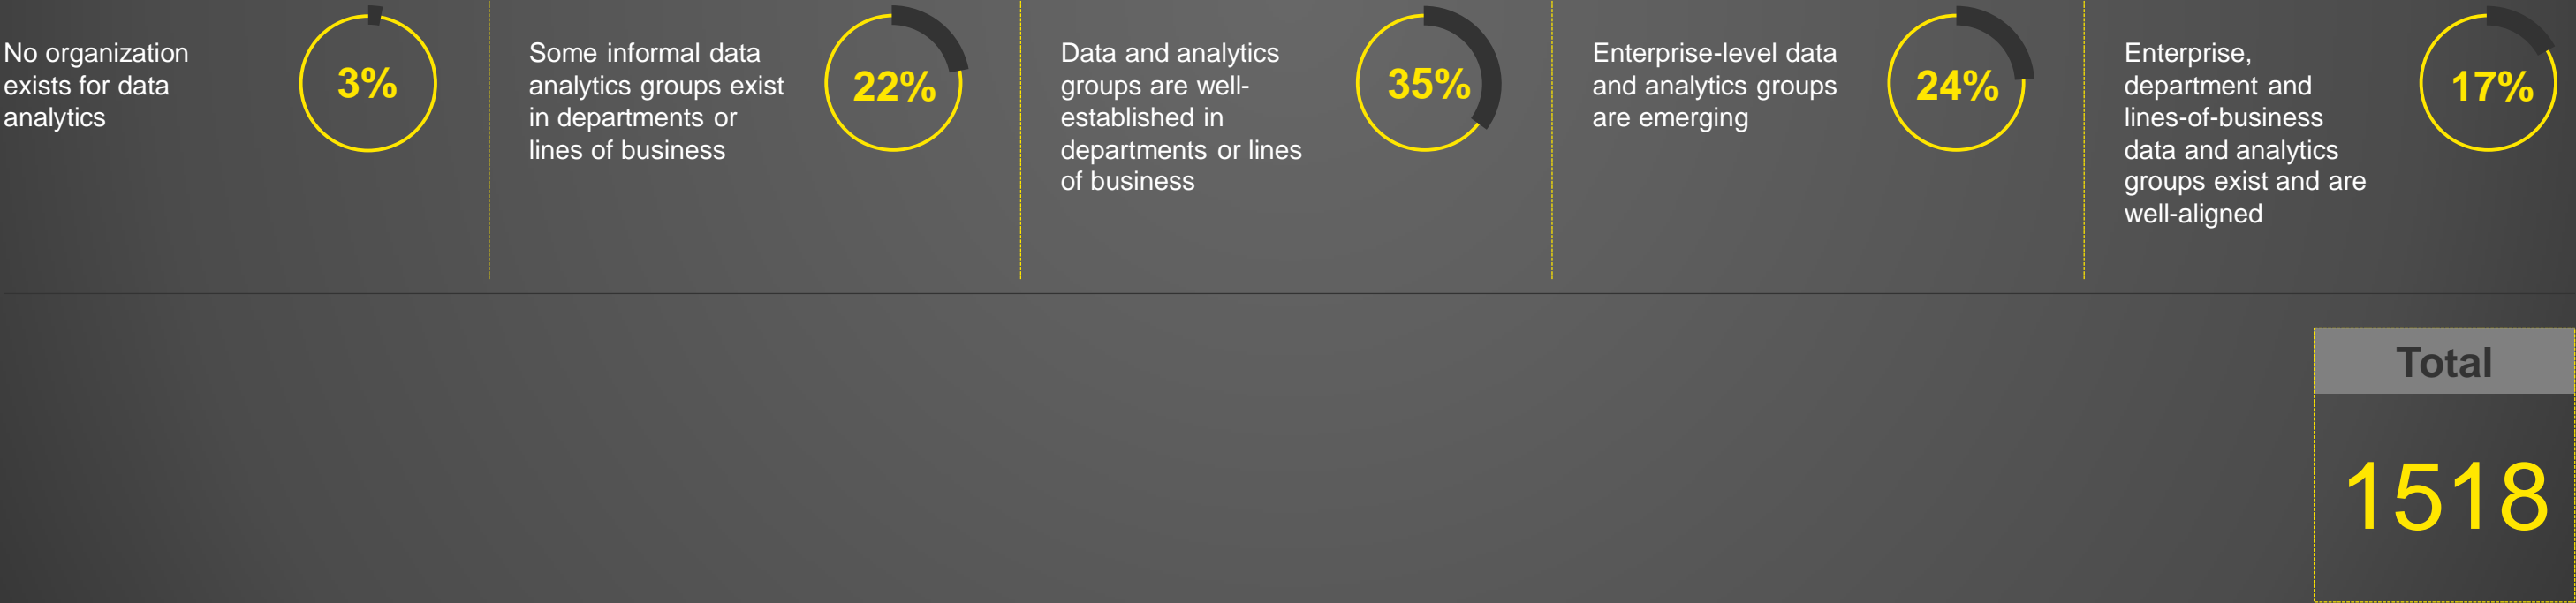 No organization
exists for data
analytics
3%
Some informal data
analytics groups exist
in departments or
lines of business
22%
Data and analytics
groups are well-
established in
departments or lines
of business
35%
Enterprise-level data
and analytics groups
are emerging
24%
Enterprise,
department and
lines-of-business
data and analytics
groups exist and are
well-aligned
17%
Total
1518